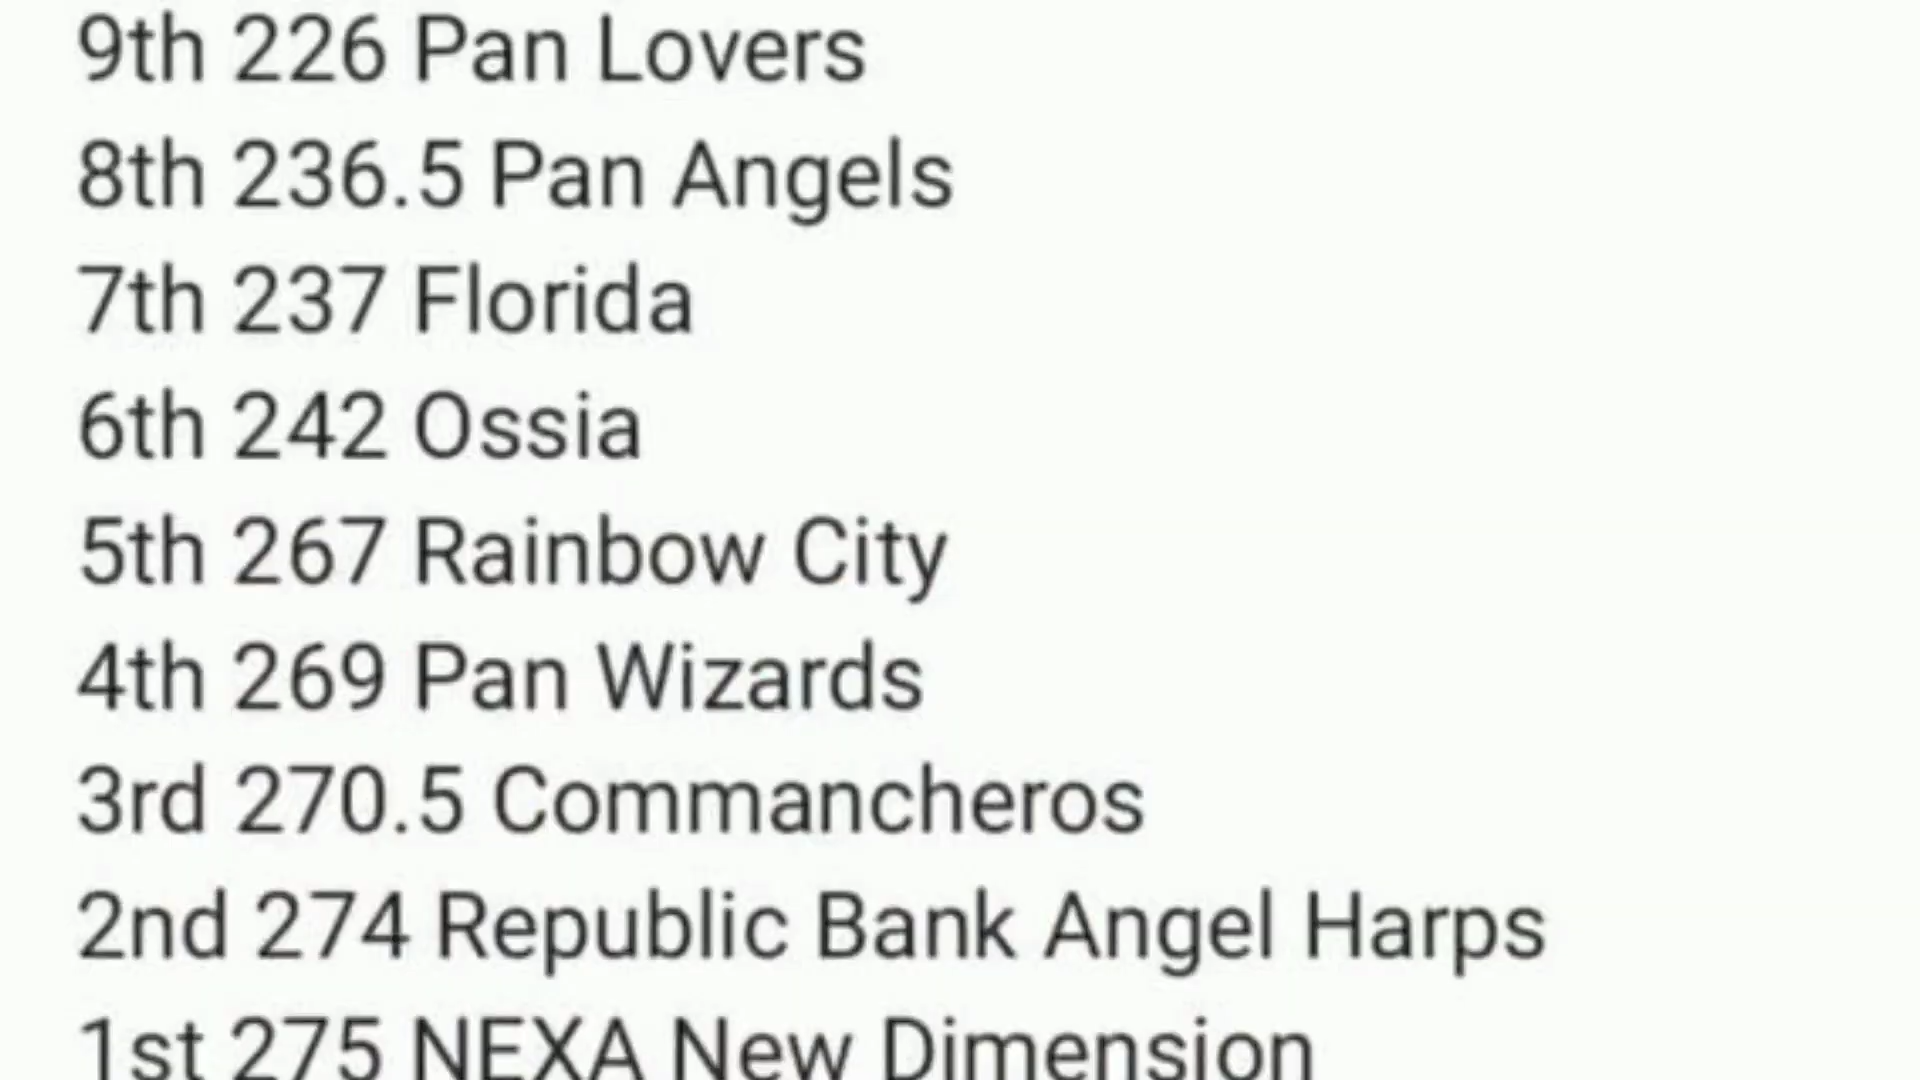 9th 226 Pan Lovers
8th 236.5 Pan Angels
7th 237 Florida
6th 242 Ossia
5th 267 Rainbow City
4th 269 Pan Wizards
3rd 270.5 Commancheros
2nd 274 Republic Bank Angel Harps
1st 275 NEXA New Dimension